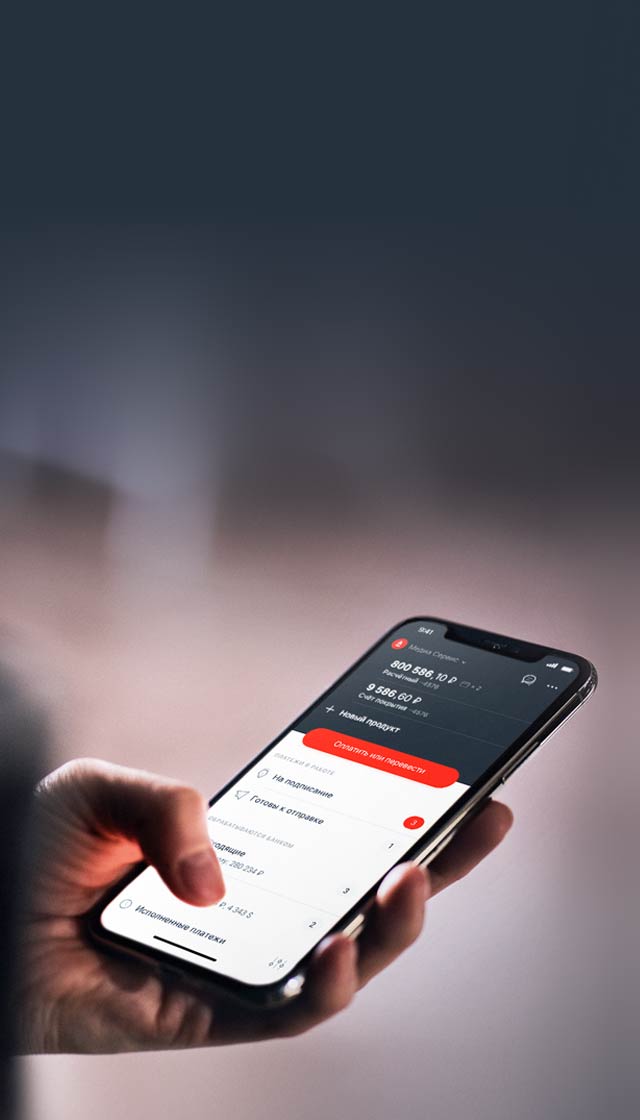 9:41
Медиа Сервис
800 586,10 ₽
× 2
Расчётный ··4576
9 586,60 ₽
Счёт покрытия ··4576
+ Новый продукт
Оплатить или перевести
ПЛАТЕЖИ В РАБОТЕ
На подписание
3
Готовы к отправке
1
ОБРАБАТЫВАЮТСЯ БАНКОМ
280 234 ₽
3
₽, 4 343 $
2
Исполненные платежи